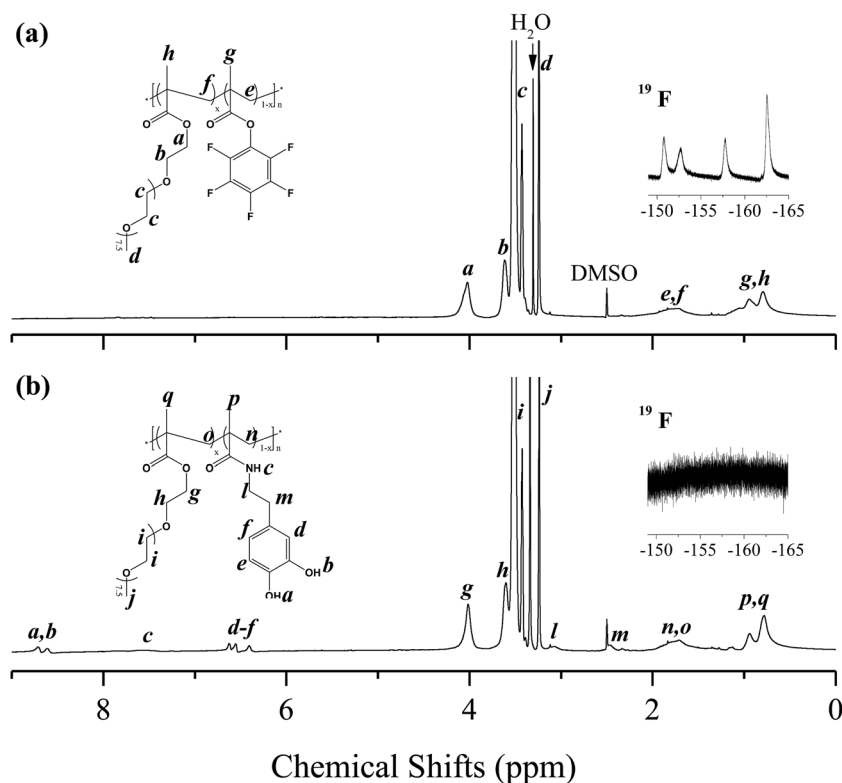 (a)
H₂O
h
g
d
* [( f )x ( e )1-x ]n *
c
¹⁹F
O O O O
a
b
F F
O
F F
c
F
O c
7.5 d
-150 -155 -160 -165
b
a
DMSO
g,h
e,f
(b)
q
p
* [( o )x ( n )1-x ]n *
i
j
¹⁹F
O O O NH c
g l m
h
O
i f d
O i e OH b
7.5 j OH a
-150 -155 -160 -165
h
g
p,q
a,b
c
d-f
l
m
n,o
8 6 4 2 0
Chemical Shifts (ppm)